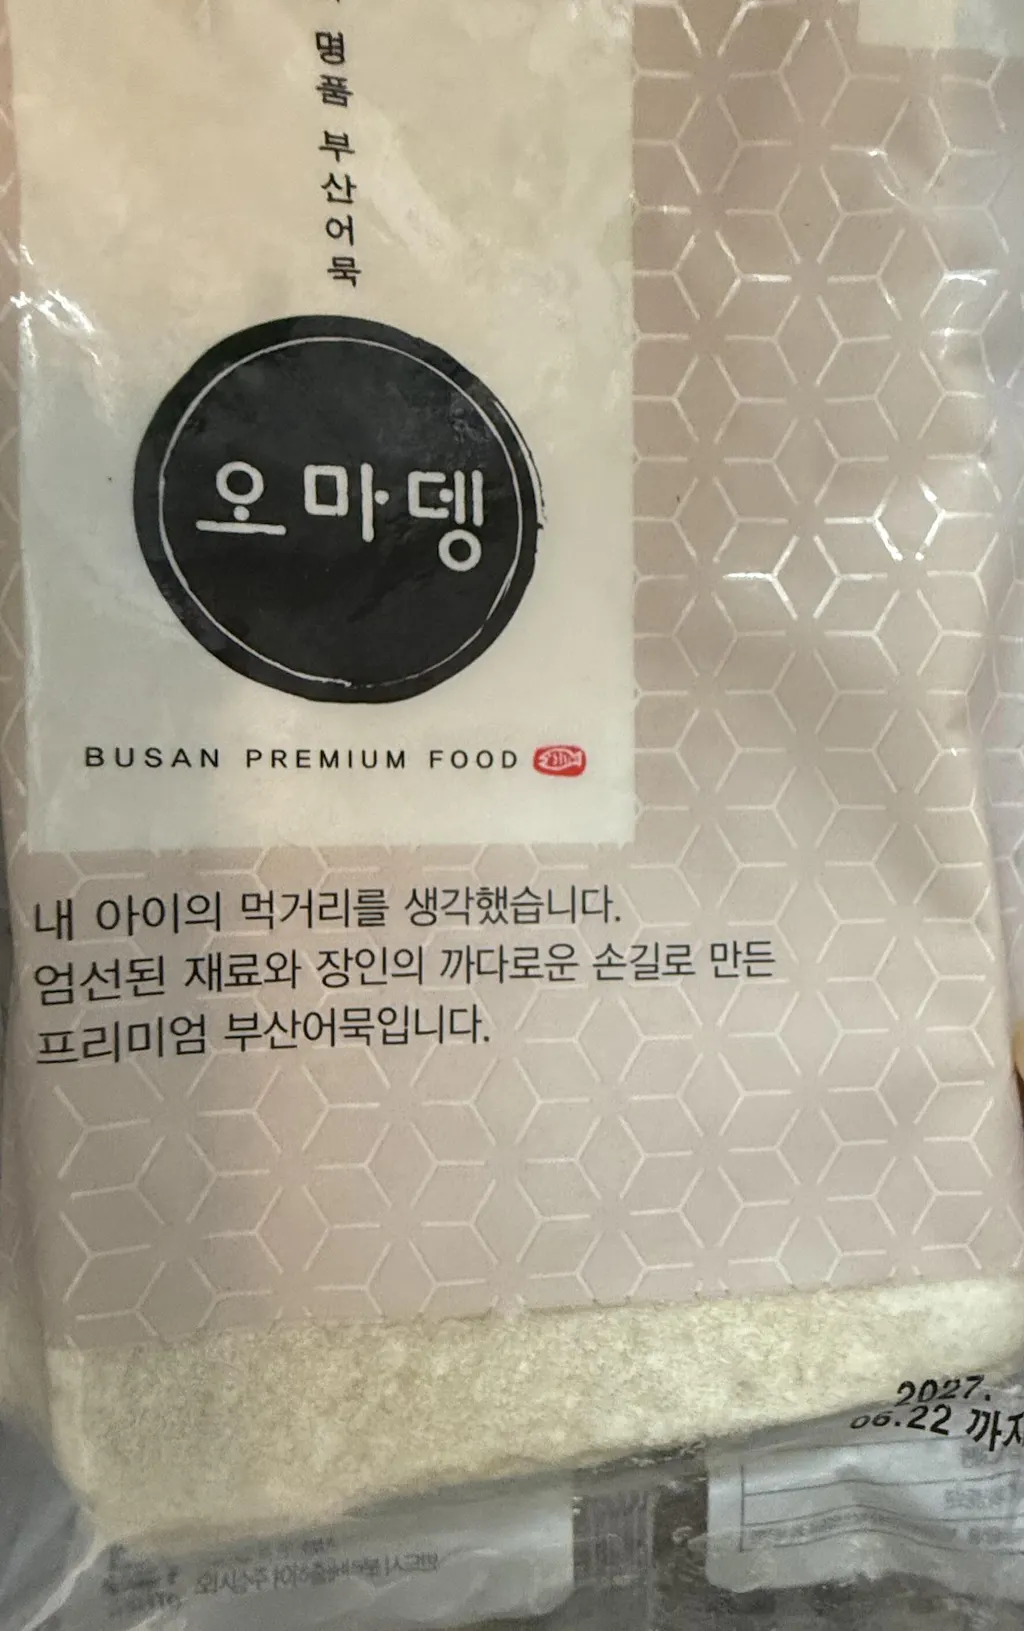 명품 부산어묵
오마뎅
BUSAN PREMIUM FOOD
내 아이의 먹거리를 생각했습니다.
엄선된 재료와 장인의 까다로운 손길로 만든
프리미엄 부산어묵입니다.
2027.
06.22 까지